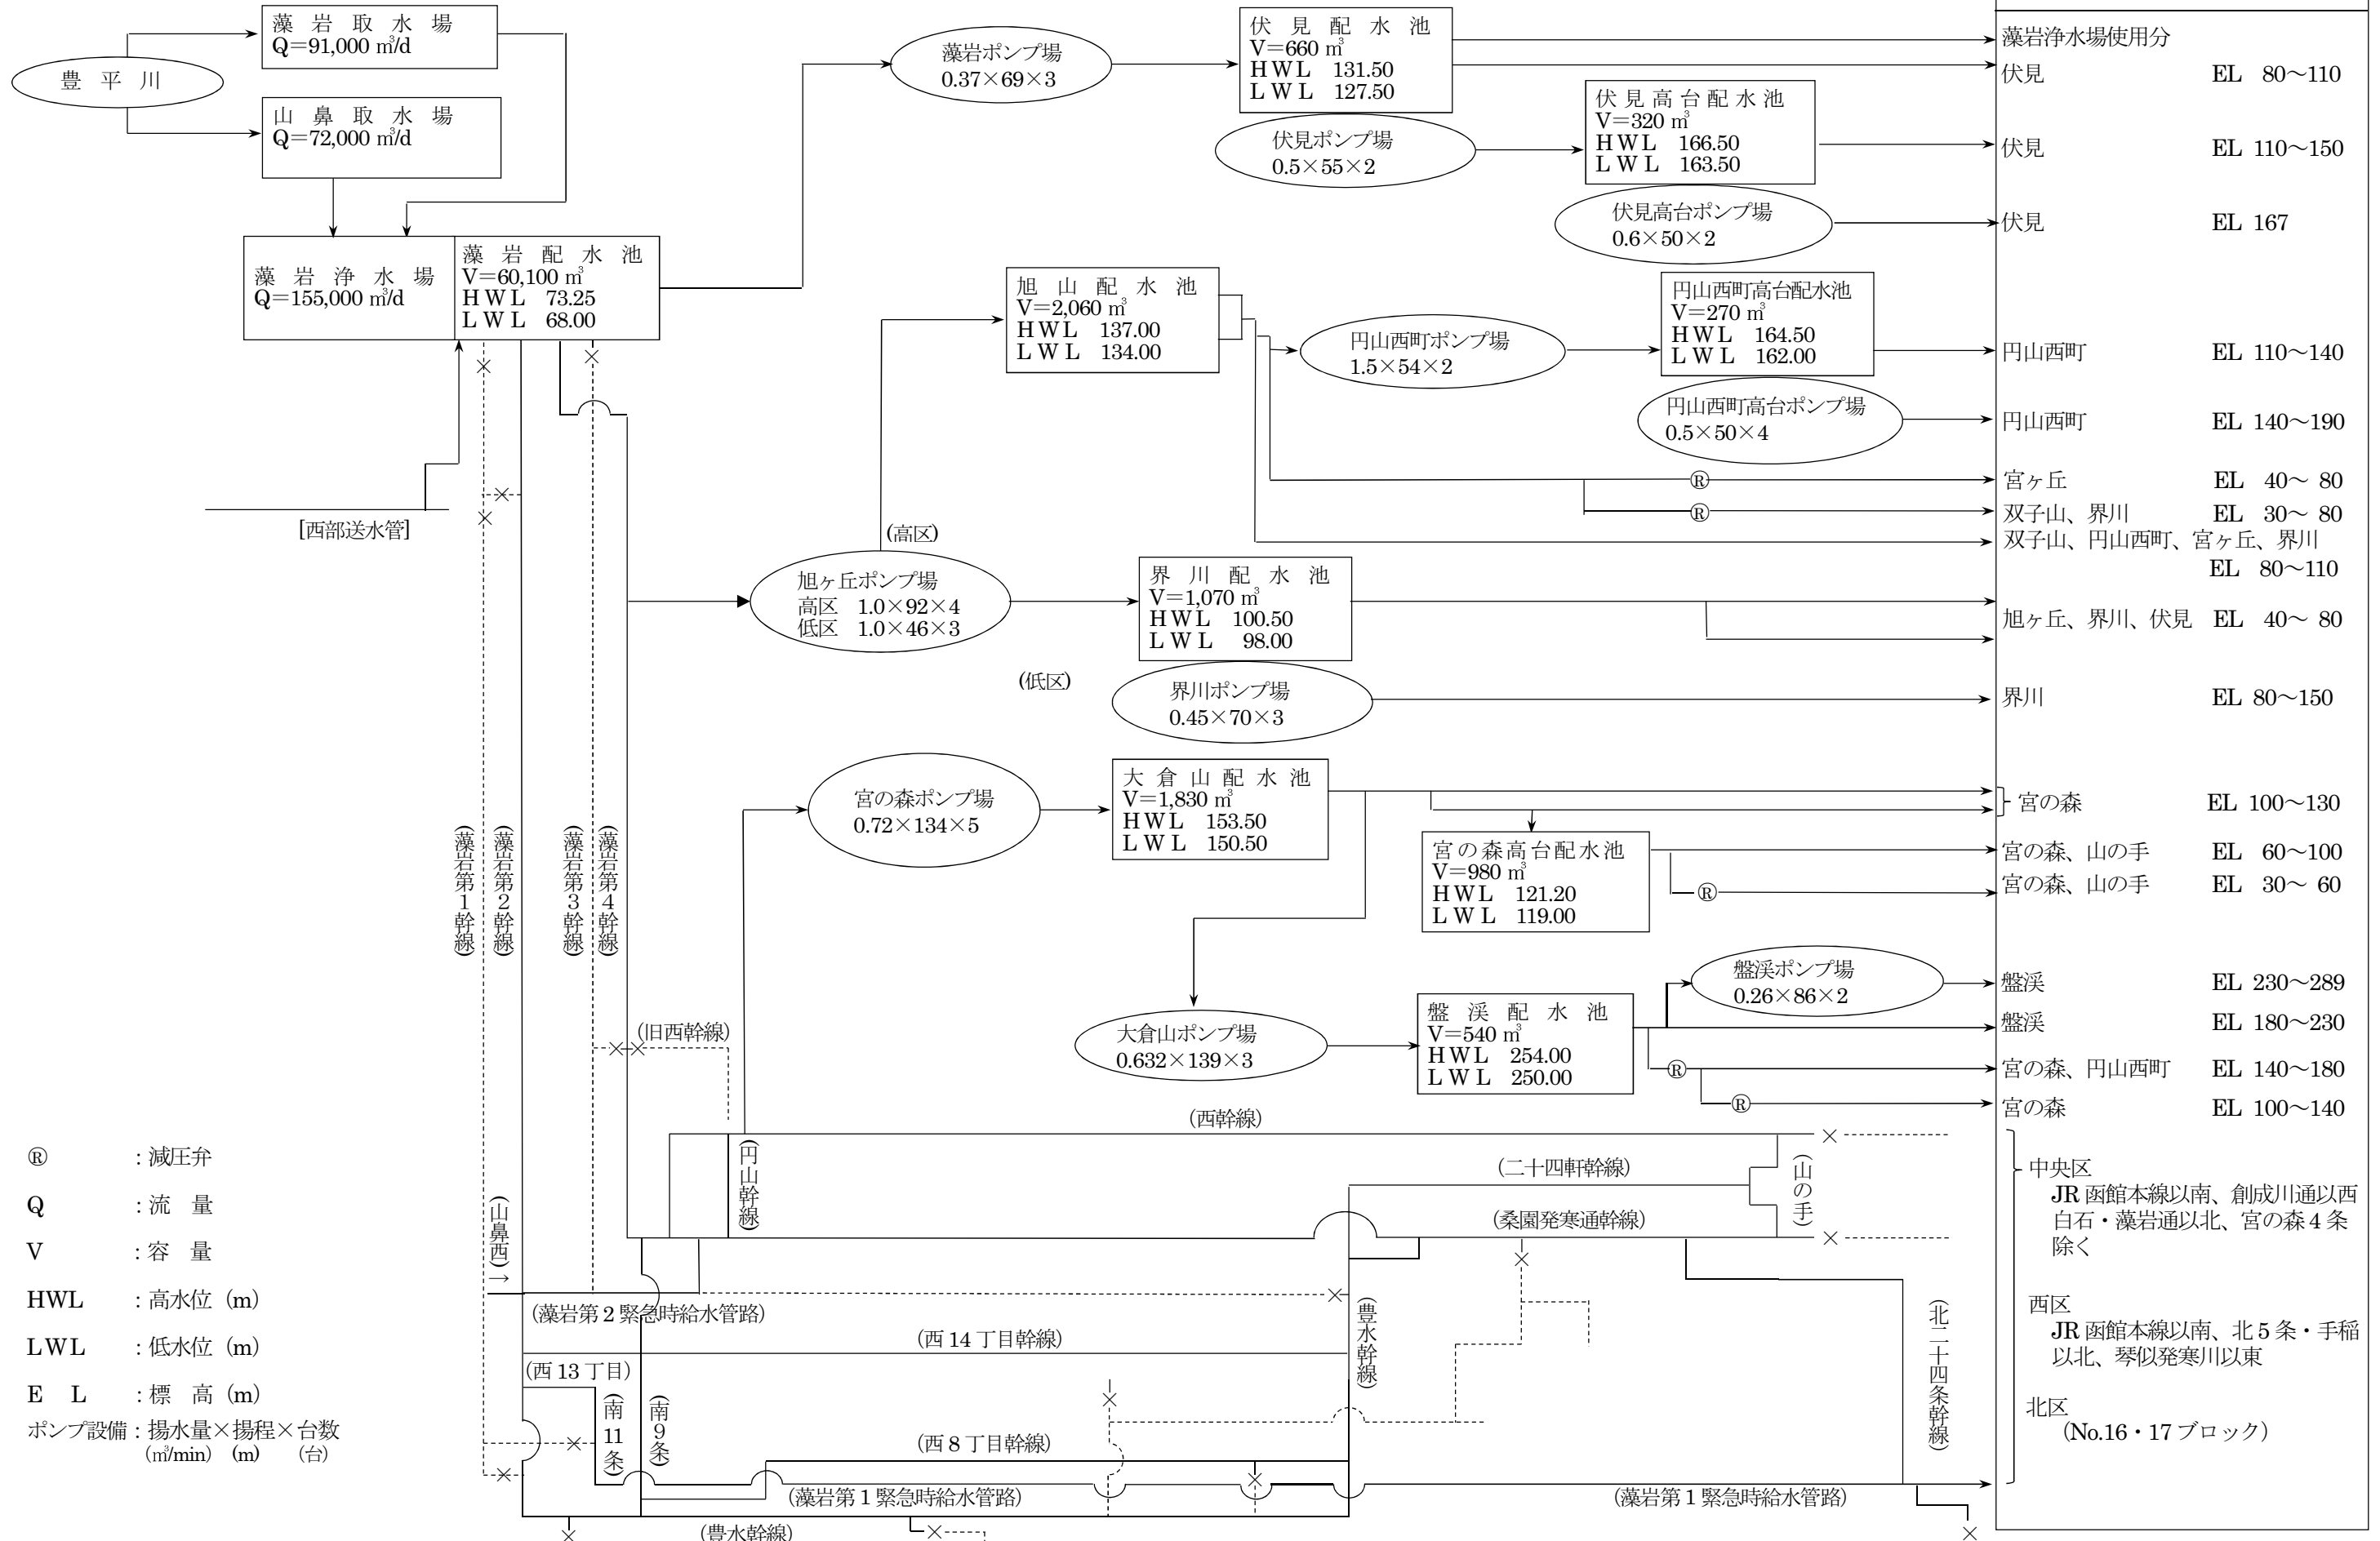 豊平川
藻岩取水場
Q=91,000 ㎥/d
山鼻取水場
Q=72,000 ㎥/d
藻岩浄水場
Q=155,000 ㎥/d
藻岩配水池
V=60,100 ㎥
HWL 73.25
LWL 68.00
[西部送水管]
藻岩ポンプ場
0.37×69×3
伏見配水池
V=660 ㎥
HWL 131.50
LWL 127.50
伏見ポンプ場
0.5×55×2
伏見高台配水池
V=320 ㎥
HWL 166.50
LWL 163.50
伏見高台ポンプ場
0.6×50×2
旭山配水池
V=2,060 ㎥
HWL 137.00
LWL 134.00
円山西町ポンプ場
1.5×54×2
円山西町高台配水池
V=270 ㎥
HWL 164.50
LWL 162.00
円山西町高台ポンプ場
0.5×50×4
Ⓡ
Ⓡ
(高区)
旭ヶ丘ポンプ場
高区 1.0×92×4
低区 1.0×46×3
(低区)
界川配水池
V=1,070 ㎥
HWL 100.50
LWL 98.00
界川ポンプ場
0.45×70×3
宮の森ポンプ場
0.72×134×5
大倉山配水池
V=1,830 ㎥
HWL 153.50
LWL 150.50
宮の森高台配水池
V=980 ㎥
HWL 121.20
LWL 119.00
Ⓡ
大倉山ポンプ場
0.632×139×3
盤渓配水池
V=540 ㎥
HWL 254.00
LWL 250.00
盤渓ポンプ場
0.26×86×2
Ⓡ
Ⓡ
藻岩浄水場使用分
伏見 EL 80～110
伏見 EL 110～150
伏見 EL 167
円山西町 EL 110～140
円山西町 EL 140～190
宮ヶ丘 EL 40～ 80
双子山、界川 EL 30～ 80
双子山、円山西町、宮ヶ丘、界川
EL 80～110
旭ヶ丘、界川、伏見 EL 40～ 80
界川 EL 80～150
宮の森 EL 100～130
宮の森、山の手 EL 60～100
宮の森、山の手 EL 30～ 60
盤渓 EL 230～289
盤渓 EL 180～230
宮の森、円山西町 EL 140～180
宮の森 EL 100～140
中央区
JR 函館本線以南、創成川通以西
白石・藻岩通以北、宮の森 4 条
除く
西区
JR 函館本線以南、北 5 条・手稲
以北、琴似発寒川以東
北区
（No.16・17 ブロック）
(藻岩第1幹線)
(藻岩第2幹線)
(藻岩第3幹線)
(藻岩第4幹線)
(旧西幹線)
(西幹線)
(円山幹線)
(二十四軒幹線)
(山の手)
(桑園発寒通幹線)
(山鼻西)→
(藻岩第 2 緊急時給水管路)
(西 14 丁目幹線)
(豊水幹線)
(北二十四条幹線)
(西 13 丁目)
(南11条)
(南9条)
(西 8 丁目幹線)
(藻岩第 1 緊急時給水管路)
(藻岩第 1 緊急時給水管路)
(豊水幹線)
Ⓡ : 減圧弁
Q : 流 量
V : 容 量
HWL : 高水位 (m)
LWL : 低水位 (m)
E L : 標 高 (m)
ポンプ設備 : 揚水量×揚程×台数
(㎥/min) (m) (台)